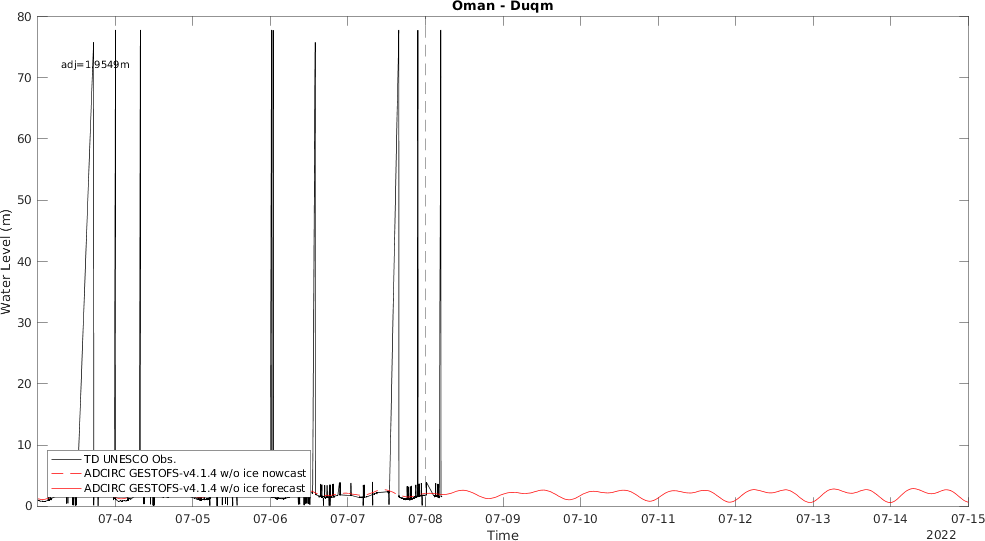 Oman - Duqm
80
adj=1.9549m
70
60
50
40
30
20
10
0
Water Level (m)
TD UNESCO Obs.
ADCIRC GESTOFS-v4.1.4 w/o ice nowcast
ADCIRC GESTOFS-v4.1.4 w/o ice forecast
07-04 07-05 07-06 07-07 07-08 07-09 07-10 07-11 07-12 07-13 07-14 07-15
Time
2022